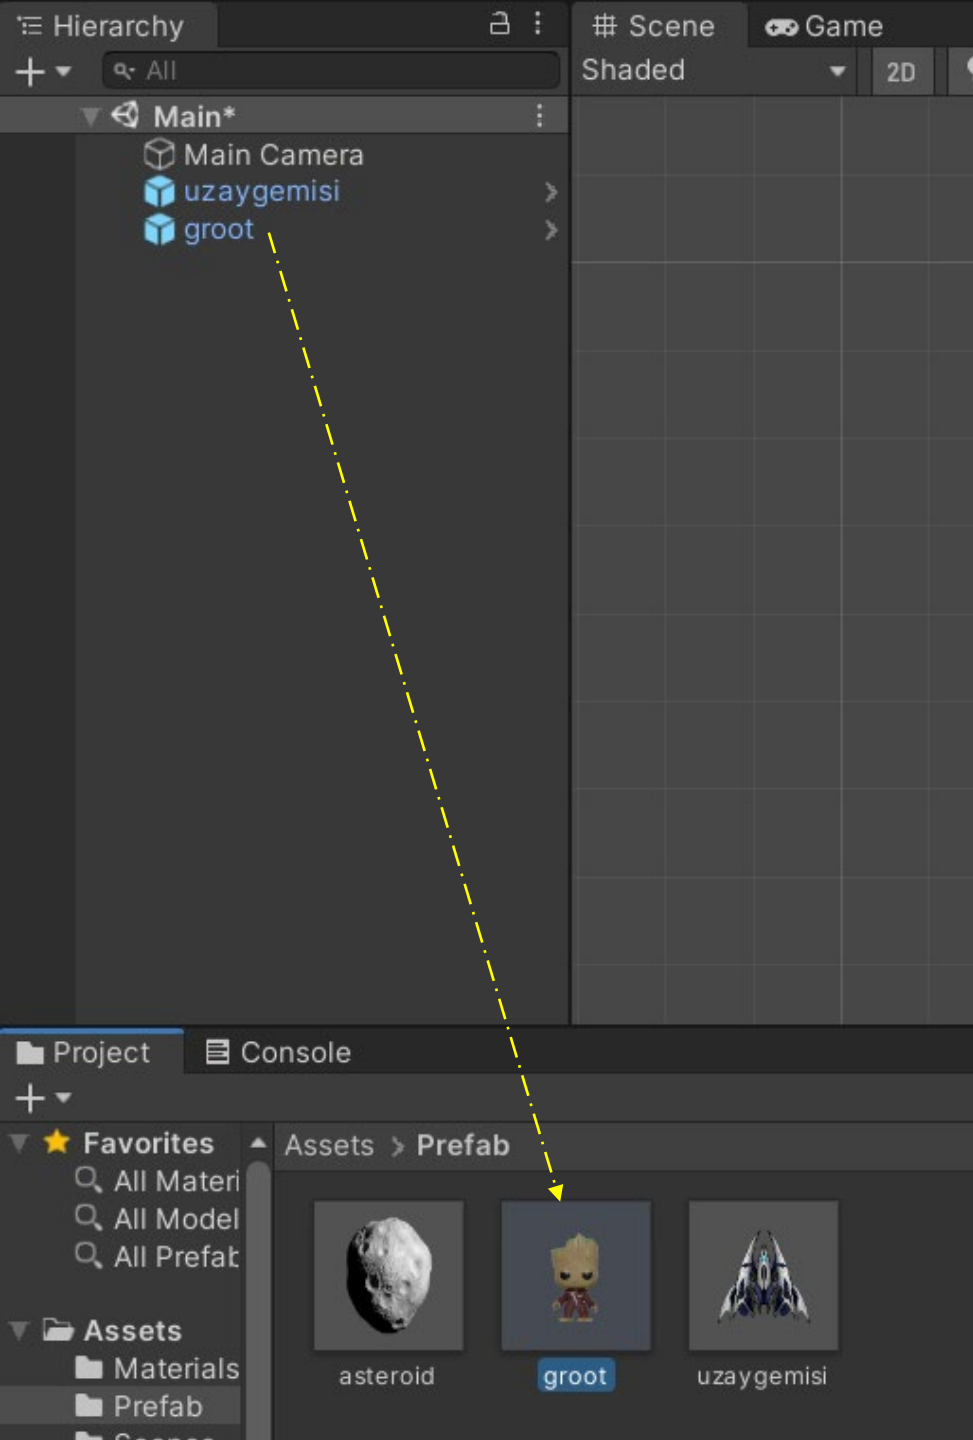 Hierarchy
Scene
Game
All
Shaded
2D
Main*
Main Camera
uzaygemisi
groot
Project
Console
Favorites
All Materi
All Model
All Prefab
Assets
Materials
Prefab
Assets > Prefab
asteroid
groot
uzaygemisi